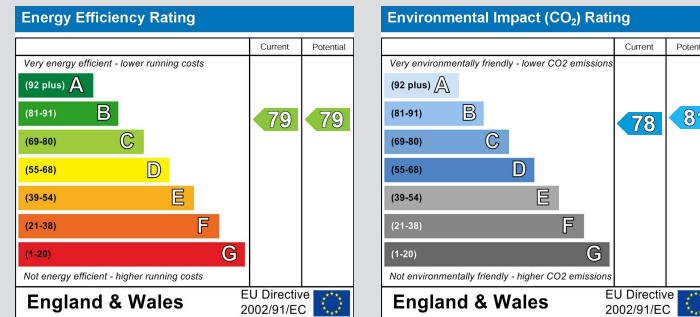 Energy Efficiency Rating
Current Potential
Very energy efficient - lower running costs
(92 plus) A
(81-91) B
(69-80) C
(55-68) D
(39-54) E
(21-38) F
(1-20) G
79 79
Not energy efficient - higher running costs
England & Wales
EU Directive
2002/91/EC
Environmental Impact (CO₂) Rating
Current Poten
Very environmentally friendly - lower CO2 emissions
(92 plus) A
(81-91) B
(69-80) C
(55-68) D
(39-54) E
(21-38) F
(1-20) G
78 81
Not environmentally friendly - higher CO2 emissions
England & Wales
EU Directive
2002/91/EC